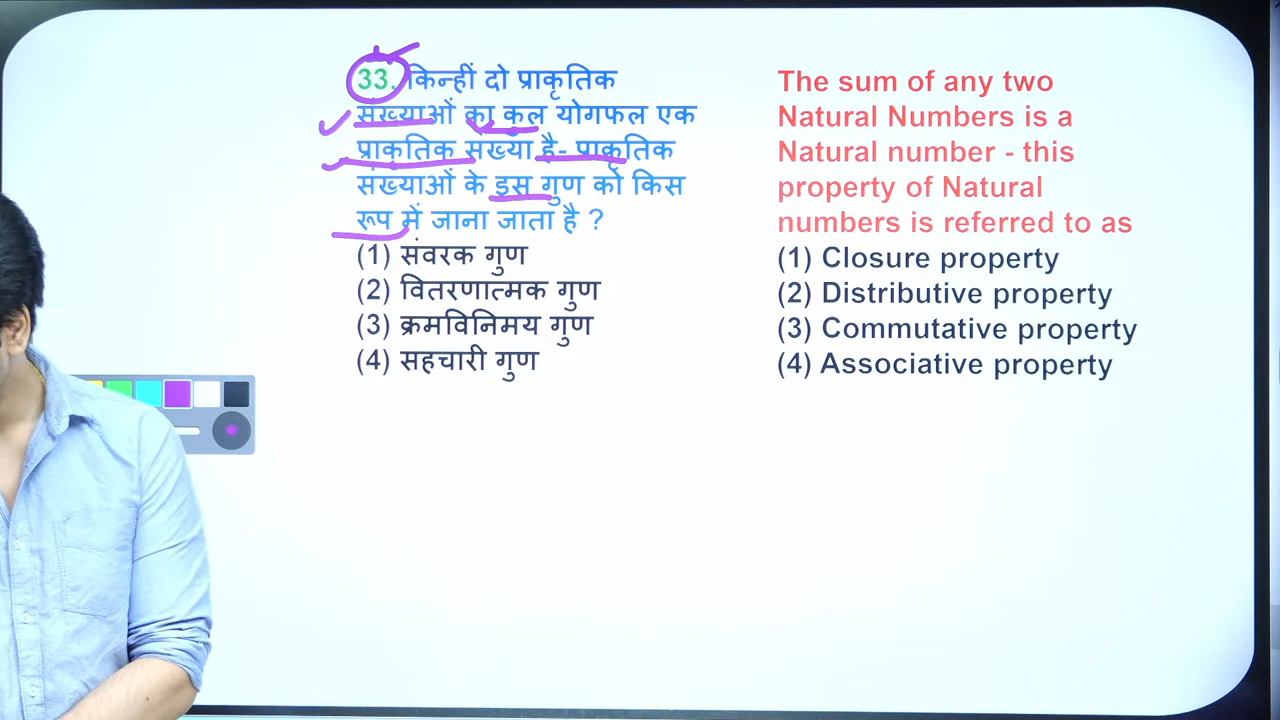 33. किन्हीं दो प्राकृतिक
संख्याओं का कुल योगफल एक
प्राकृतिक संख्या है- प्राकृतिक
संख्याओं के इस गुण को किस
रूप में जाना जाता है ?
(1) संवरक गुण
(2) वितरणात्मक गुण
(3) क्रमविनिमय गुण
(4) सहचारी गुण
The sum of any two
Natural Numbers is a
Natural number - this
property of Natural
numbers is referred to as
(1) Closure property
(2) Distributive property
(3) Commutative property
(4) Associative property